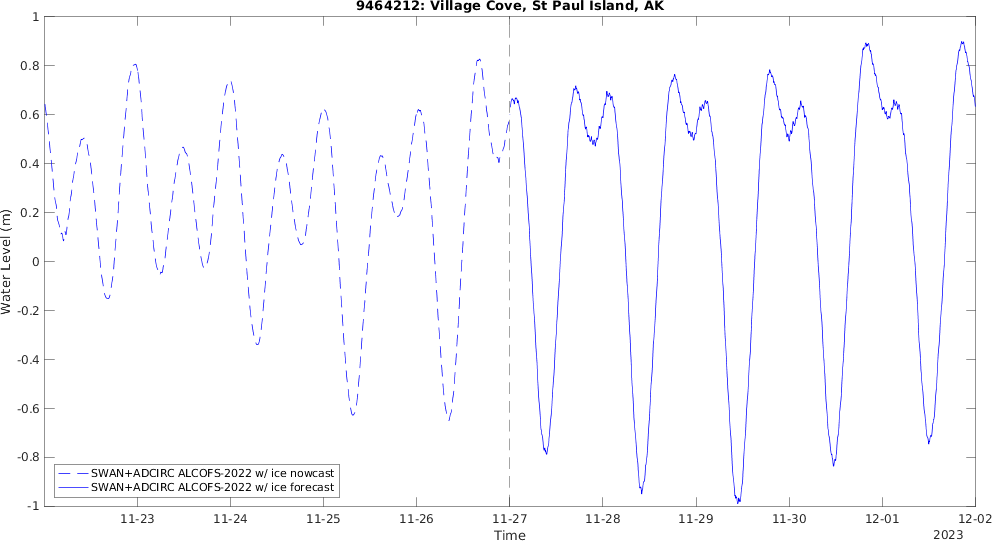 9464212: Village Cove, St Paul Island, AK
1
0.8
0.6
0.4
0.2
0
-0.2
-0.4
-0.6
-0.8
-1
Water Level (m)
SWAN+ADCIRC ALCOFS-2022 w/ ice nowcast
SWAN+ADCIRC ALCOFS-2022 w/ ice forecast
11-23 11-24 11-25 11-26 11-27 11-28 11-29 11-30 12-01 12-02
Time
2023